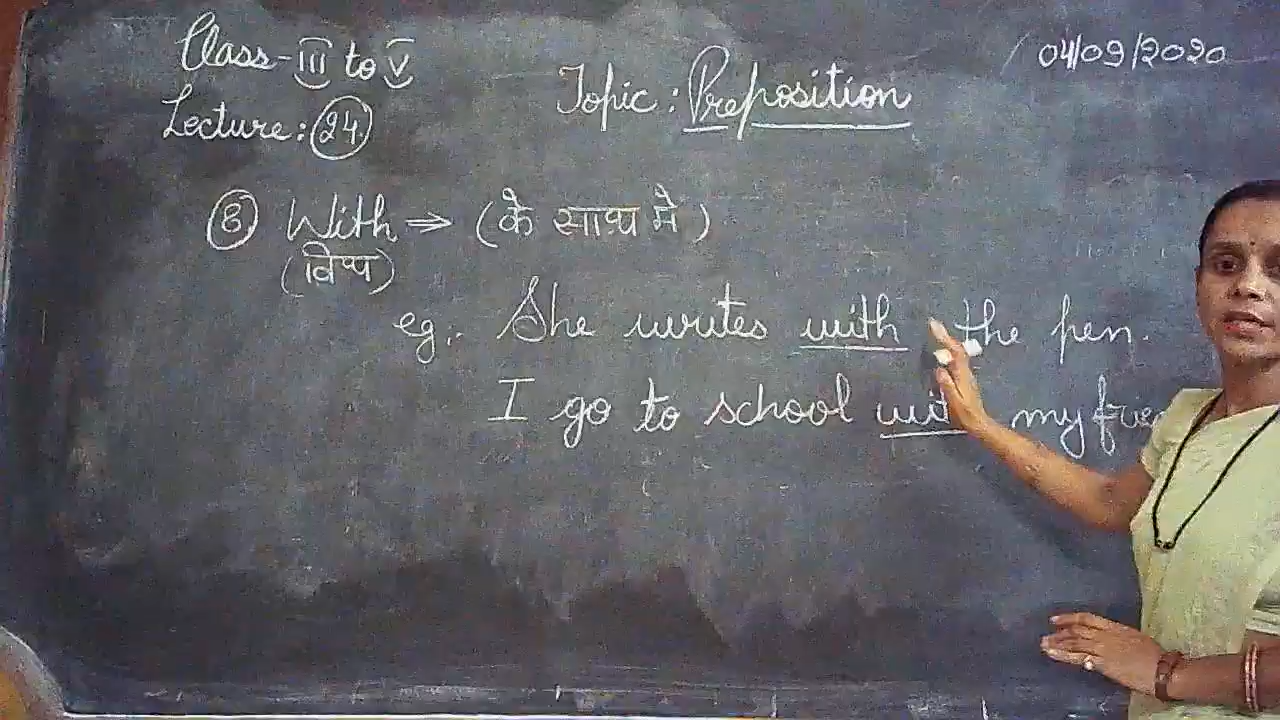 Class-III to V
Lecture: 24.
Topic: Preposition
04/09/2020
8. With ⇒ (के साथ मे)
(विथ)
eg:- She writes with the pen.
I go to school with my